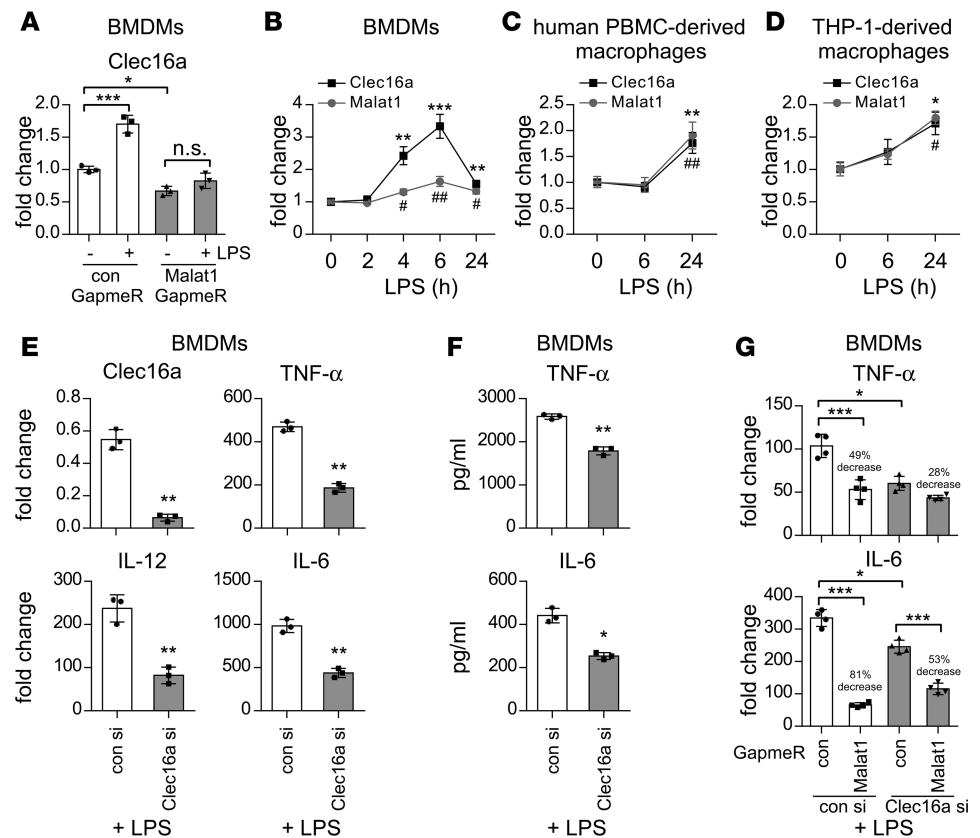 A
BMDMs
Clec16a
*
***
n.s.
fold change
2.0
1.5
1.0
0.5
0.0
- + - + LPS
con
GapmeR
Malat1
GapmeR
B
BMDMs
Clec16a
Malat1
fold change
4
3
2
1
0
**
***
**
#
##
#
0 2 4 6 24
LPS (h)
C
human PBMC-derived
macrophages
Clec16a
Malat1
fold change
2.5
2.0
1.5
1.0
0.5
0.0
**
##
0 6 24
LPS (h)
D
THP-1-derived
macrophages
Clec16a
Malat1
fold change
2.0
1.5
1.0
0.5
0.0
*
#
0 6 24
LPS (h)
E
BMDMs
Clec16a
fold change
0.8
0.6
0.4
0.2
0.0
**
TNF-α
600
400
200
0
**
IL-12
fold change
300
200
100
0
**
con si
Clec16a si
+ LPS
IL-6
1500
1000
500
0
**
con si
Clec16a si
+ LPS
F
BMDMs
TNF-α
pg/ml
3000
2000
1000
0
**
IL-6
pg/ml
600
400
200
0
*
con si
Clec16a si
+ LPS
G
BMDMs
TNF-α
fold change
150
100
50
0
*
***
49%
decrease
28%
decrease
IL-6
fold change
400
300
200
100
0
*
***
***
81%
decrease
53%
decrease
GapmeR
con
Malat1
con
Malat1
con si
Clec16a si
+ LPS